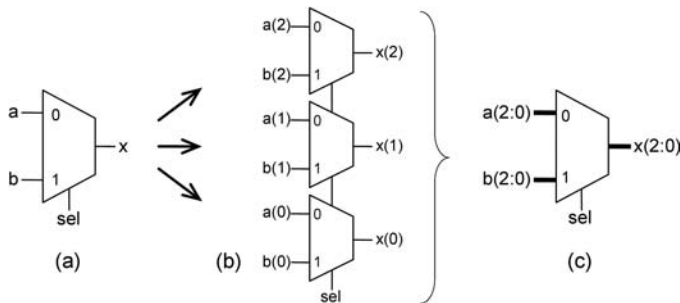 a
0
b
1
x
sel
(a)
a(2)
0
b(2)
1
x(2)
a(1)
0
b(1)
1
x(1)
a(0)
0
b(0)
1
x(0)
sel
(b)
a(2:0)
0
b(2:0)
1
x(2:0)
sel
(c)